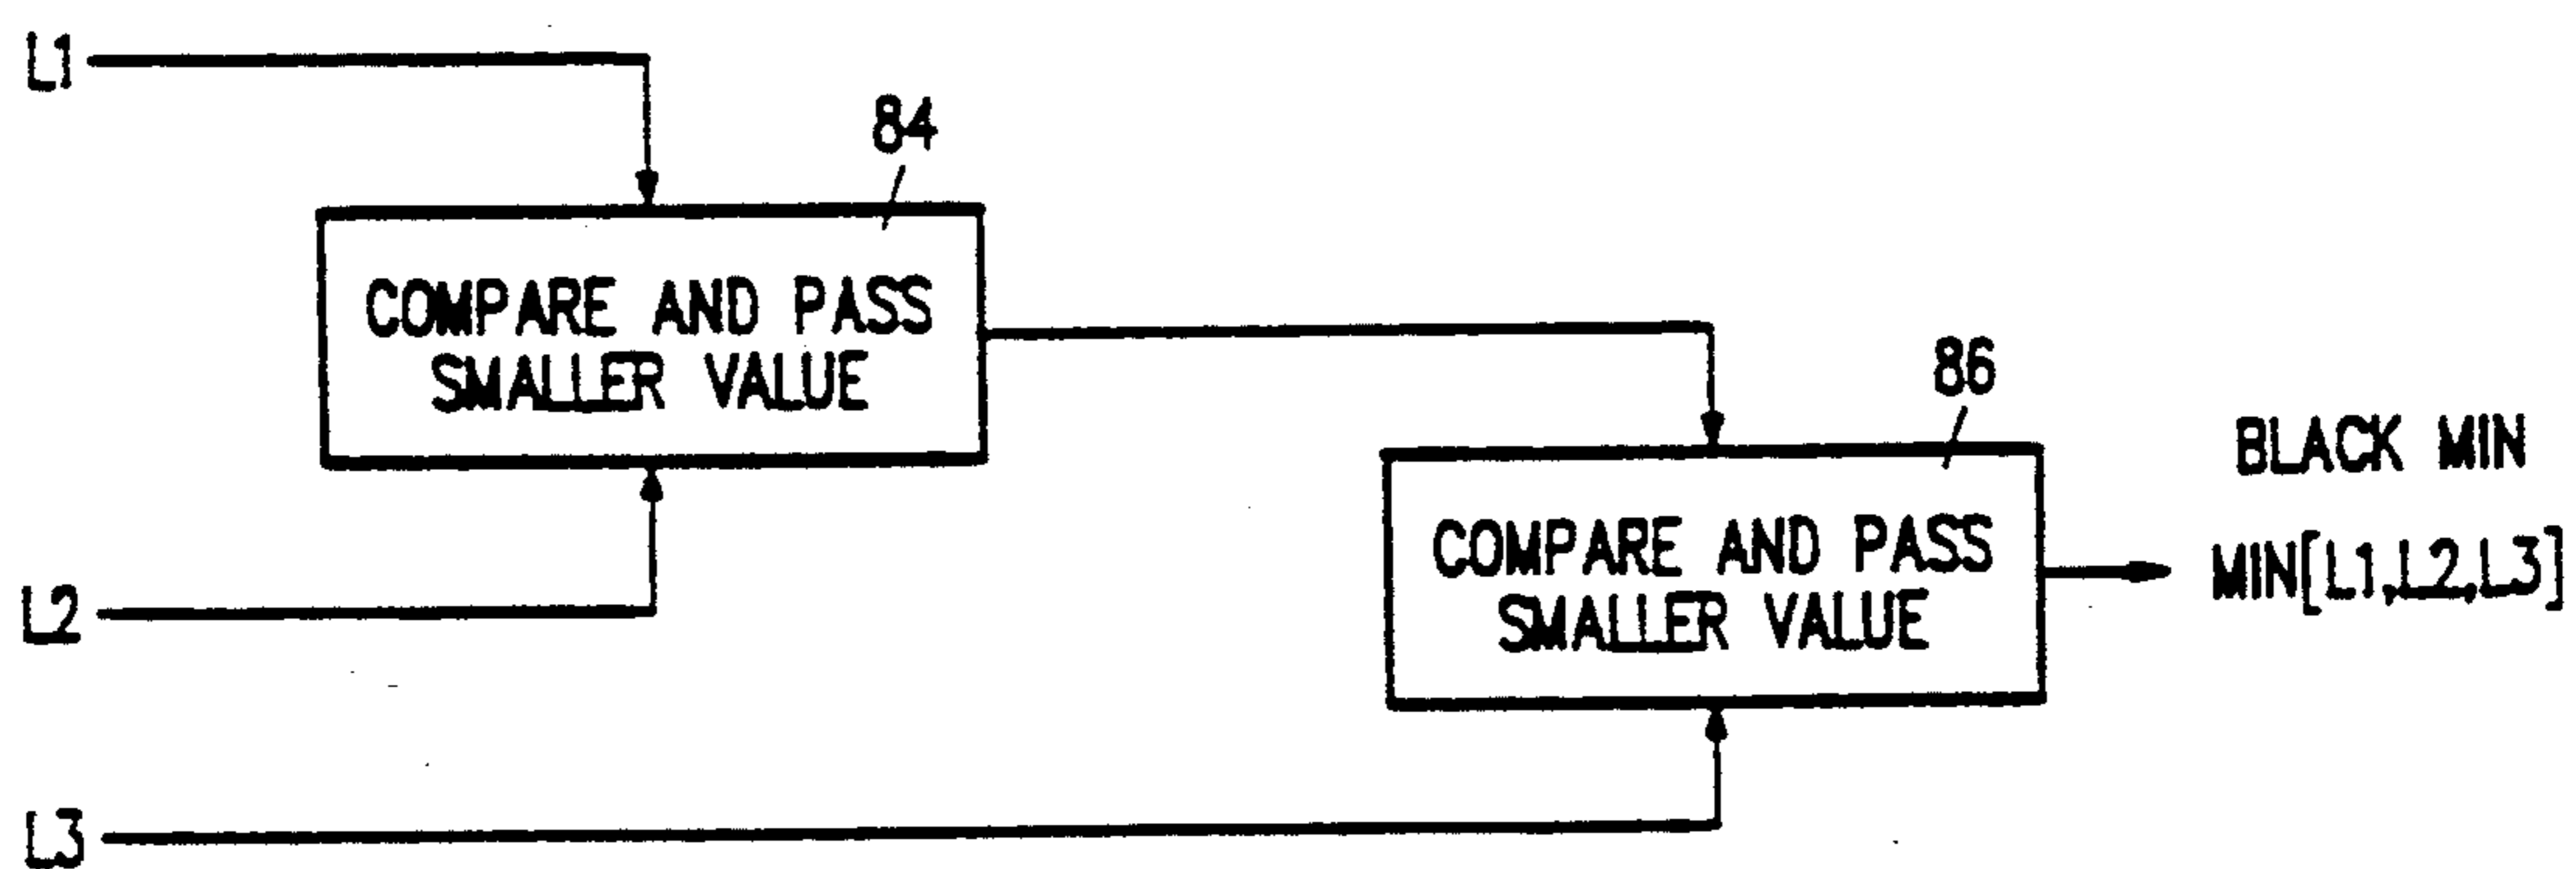 L1
84
COMPARE AND PASS
SMALLER VALUE
86
BLACK MIN
COMPARE AND PASS
SMALLER VALUE
MIN[L1,L2,L3]
L2
L3